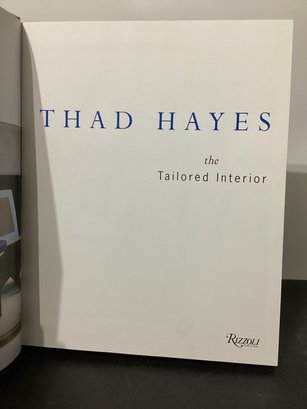 THAD HAYES
the
Tailored Interior
RIZZOLI